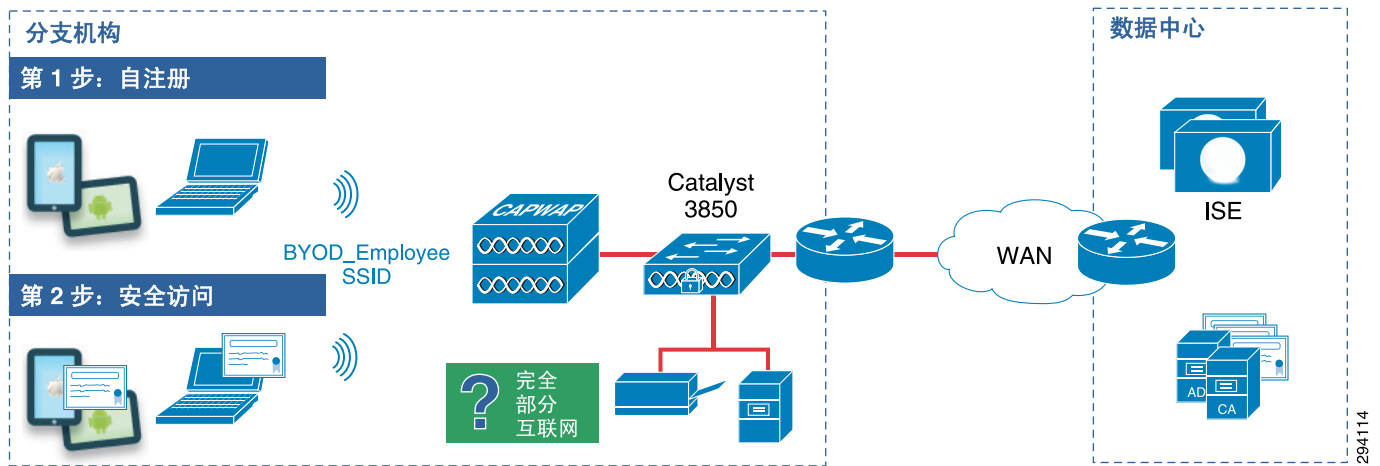 分支机构
第 1 步：自注册
BYOD_Employee
SSID
第 2 步：安全访问
CAPWAP
Catalyst
3850
?
完全
部分
互联网
WAN
数据中心
ISE
AD
CA
294114